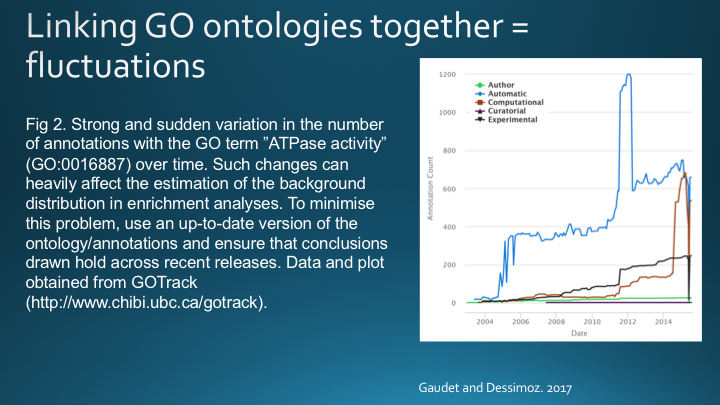 Linking GO ontologies together =
fluctuations
Fig 2. Strong and sudden variation in the number
of annotations with the GO term ”ATPase activity”
(GO:0016887) over time. Such changes can
heavily affect the estimation of the background
distribution in enrichment analyses. To minimise
this problem, use an up-to-date version of the
ontology/annotations and ensure that conclusions
drawn hold across recent releases. Data and plot
obtained from GOTrack
(http://www.chibi.ubc.ca/gotrack).
1200
1000
800
600
400
200
0
Annotation Count
Author
Automatic
Computational
Curatorial
Experimental
2004 2006 2008 2010 2012 2014
Date
Gaudet and Dessimoz. 2017